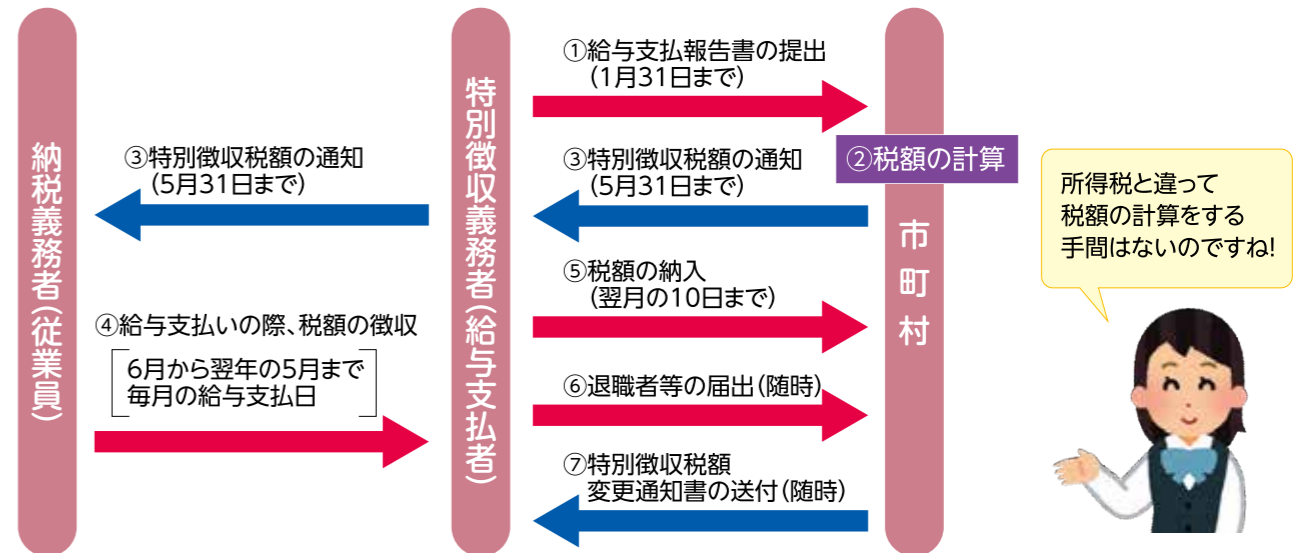 納税義務者（従業員）
特別徴収義務者（給与支払者）
市町村
①給与支払報告書の提出
（1月31日まで）
②税額の計算
③特別徴収税額の通知
（5月31日まで）
③特別徴収税額の通知
（5月31日まで）
④給与支払いの際、税額の徴収
6月から翌年の5月まで
毎月の給与支払日
⑤税額の納入
（翌月の10日まで）
⑥退職者等の届出（随時）
⑦特別徴収税額
変更通知書の送付（随時）
所得税と違って
税額の計算をする
手間はないのですね!